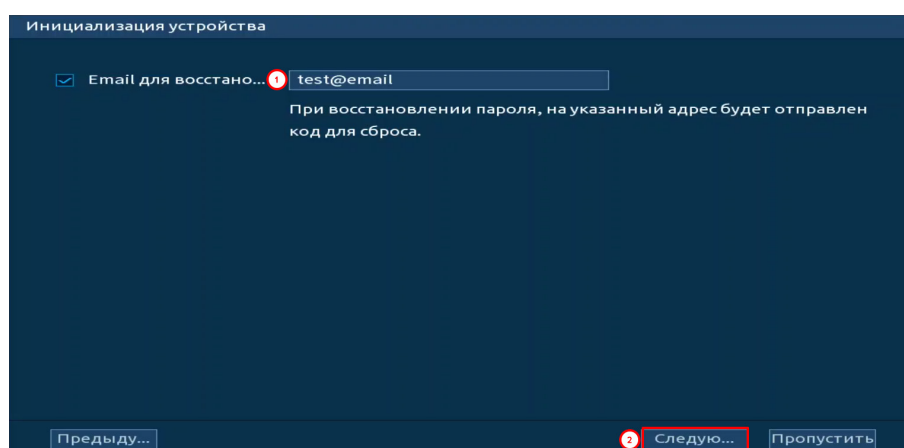 Инициализация устройства
Email для восстано... 1 test@email
При восстановлении пароля, на указанный адрес будет отправлен
код для сброса.
Предыду... 2 Следую... Пропустить